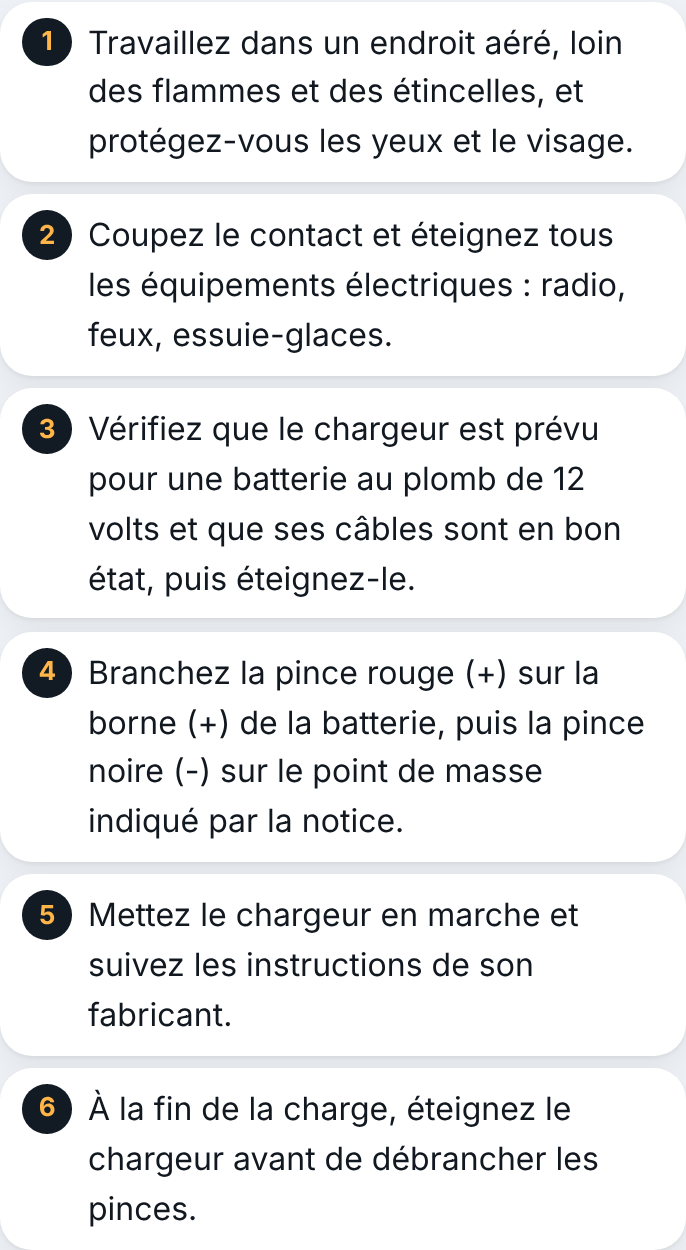 1 Travaillez dans un endroit aéré, loin
des flammes et des étincelles, et
protégez-vous les yeux et le visage.
2 Coupez le contact et éteignez tous
les équipements électriques : radio,
feux, essuie-glaces.
3 Vérifiez que le chargeur est prévu
pour une batterie au plomb de 12
volts et que ses câbles sont en bon
état, puis éteignez-le.
4 Branchez la pince rouge (+) sur la
borne (+) de la batterie, puis la pince
noire (-) sur le point de masse
indiqué par la notice.
5 Mettez le chargeur en marche et
suivez les instructions de son
fabricant.
6 À la fin de la charge, éteignez le
chargeur avant de débrancher les
pinces.